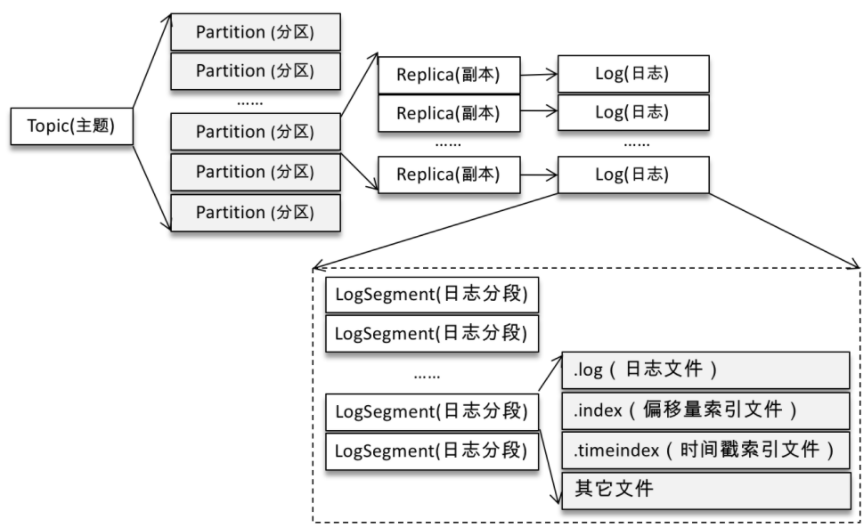 Topic(主题)
Partition (分区)
Partition (分区)
......
Partition (分区)
Partition (分区)
Partition (分区)
Replica(副本)
Replica(副本)
......
Replica(副本)
Log(日志)
Log(日志)
......
Log(日志)
LogSegment(日志分段)
LogSegment(日志分段)
......
LogSegment(日志分段)
LogSegment(日志分段)
.log（日志文件）
.index（偏移量索引文件）
.timeindex（时间戳索引文件）
其它文件